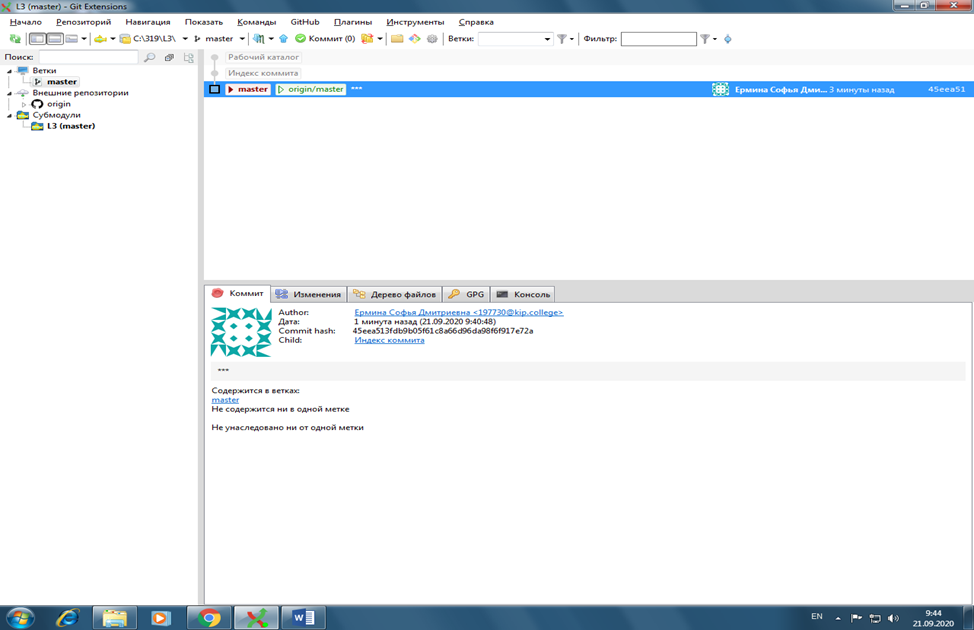 L3 (master) - Git Extensions
Начало Репозиторий Навигация Показать Команды GitHub Плагины Инструменты Справка
C:\319\L3\ master Коммит (0) Ветки: Фильтр:
Поиск:
Ветки
master
Внешние репозитории
origin
Субмодули
L3 (master)
Рабочий каталог
Индекс коммита
master origin/master *** Ермина Софья Дми... 3 минуты назад 45eea51
Коммит Изменения Дерево файлов GPG Консоль
Author: Ермина Софья Дмитриевна <197730@kip.college>
Дата: 1 минута назад (21.09.2020 9:40:48)
Commit hash: 45eea513fdb9b05f61c8a66d96da98f6f917e72a
Child: Индекс коммита
***
Содержится в ветках:
master
Не содержится ни в одной метке
Не унаследовано ни от одной метки
EN 9:44
21.09.2020